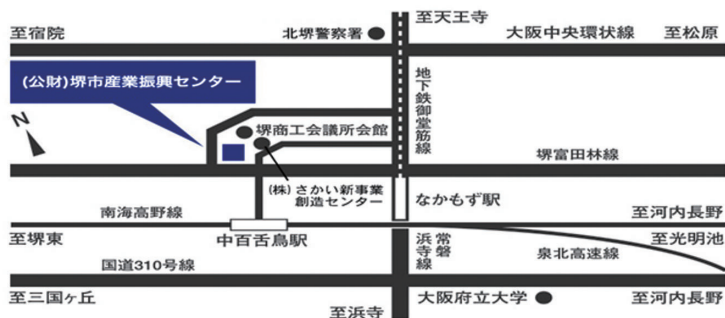 至宿院
北堺警察署
至天王寺
大阪中央環状線
至松原
(公財)堺市産業振興センター
地下鉄御堂筋線
N
堺商工会議所会館
堺富田林線
(株)さかい新事業
創造センター
なかもず駅
南海高野線
至河内長野
至堺東
中百舌鳥駅
常磐
浜寺線
至光明池
泉北高速線
国道310号線
至三国ヶ丘
至浜寺
大阪府立大学
至河内長野